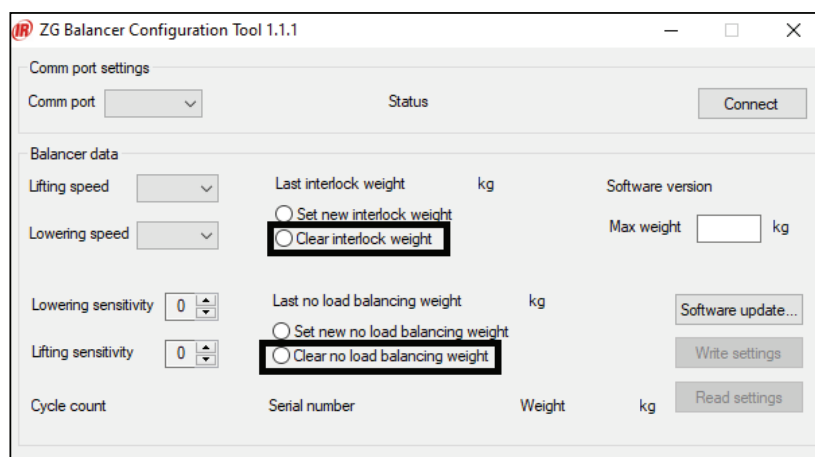 IR ZG Balancer Configuration Tool 1.1.1
Comm port settings
Comm port Status Connect
Balancer data
Lifting speed Last interlock weight kg Software version
Set new interlock weight
Lowering speed Clear interlock weight Max weight kg
Lowering sensitivity 0 Last no load balancing weight kg Software update...
Set new no load balancing weight
Lifting sensitivity 0 Clear no load balancing weight Write settings
Cycle count Serial number Weight kg Read settings